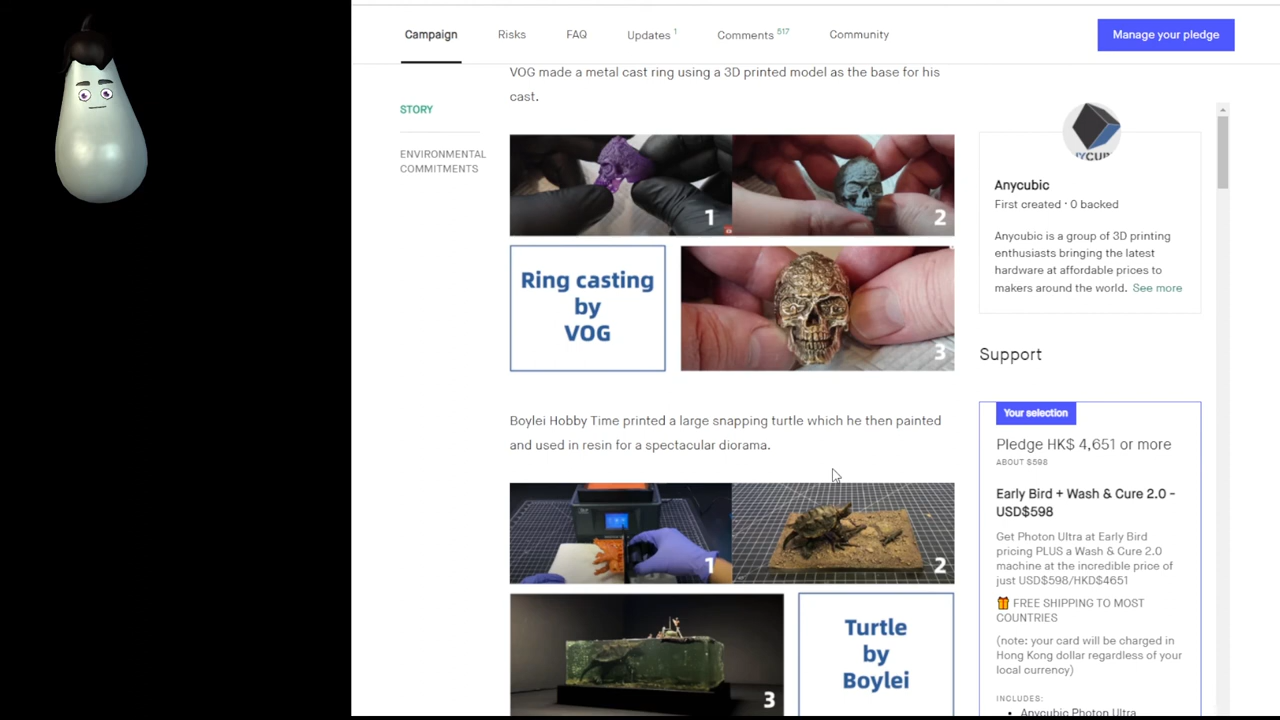 Campaign
Risks
FAQ
Updates 1
Comments 517
Community
Manage your pledge
VOG made a metal cast ring using a 3D printed model as the base for his
cast.
STORY
ENVIRONMENTAL
COMMITMENTS
1
2
Ring casting
by
VOG
3
Boylei Hobby Time printed a large snapping turtle which he then painted
and used in resin for a spectacular diorama.
1
2
3
Turtle
by
Boylei
Anycubic
First created · 0 backed
Anycubic is a group of 3D printing
enthusiasts bringing the latest
hardware at affordable prices to
makers around the world. See more
Support
Your selection
Pledge HK$ 4,651 or more
ABOUT $598
Early Bird + Wash & Cure 2.0 -
USD$598
Get Photon Ultra at Early Bird
pricing PLUS a Wash & Cure 2.0
machine at the incredible price of
just USD$598/HKD$4651
🎁 FREE SHIPPING TO MOST
COUNTRIES
(note: your card will be charged in
Hong Kong dollar regardless of your
local currency)
INCLUDES:
• Anycubic Photon Ultra